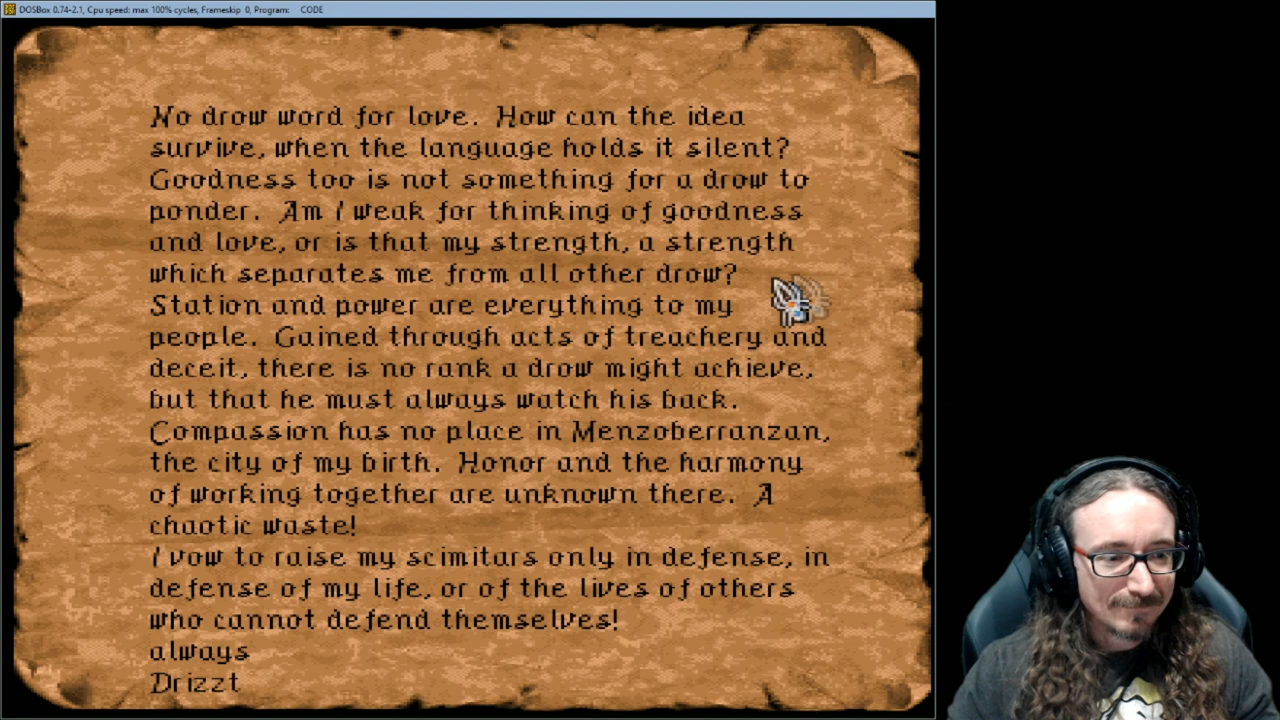 DOSBox 0.74-2.1, Cpu speed: max 100% cycles, Frameskip 0, Program: CODE
No drow word for love. How can the idea
survive, when the language holds it silent?
Goodness too is not something for a drow to
ponder. Am I weak for thinking of goodness
and love, or is that my strength, a strength
which separates me from all other drow?
Station and power are everything to my
people. Gained through acts of treachery and
deceit, there is no rank a drow might achieve,
but that he must always watch his back.
Compassion has no place in Menzoberranzan,
the city of my birth. Honor and the harmony
of working together are unknown there. A
chaotic waste!
I vow to raise my scimitars only in defense, in
defense of my life, or of the lives of others
who cannot defend themselves!
always
Drizzt